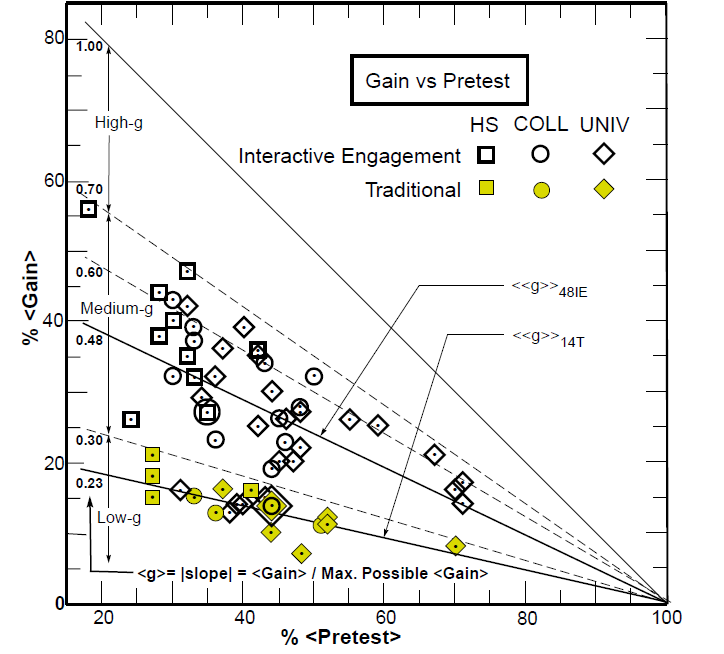 80
1.00
Gain vs Pretest
High-g
HS COLL UNIV
Interactive Engagement
Traditional
60
0.70
0.60
<<g>>48IE
Medium-g
% <Gain>
40
0.48
<<g>>14T
0.30
20
0.23
Low-g
<g>= |slope| = <Gain> / Max. Possible <Gain>
0
20 40 60 80 100
% <Pretest>